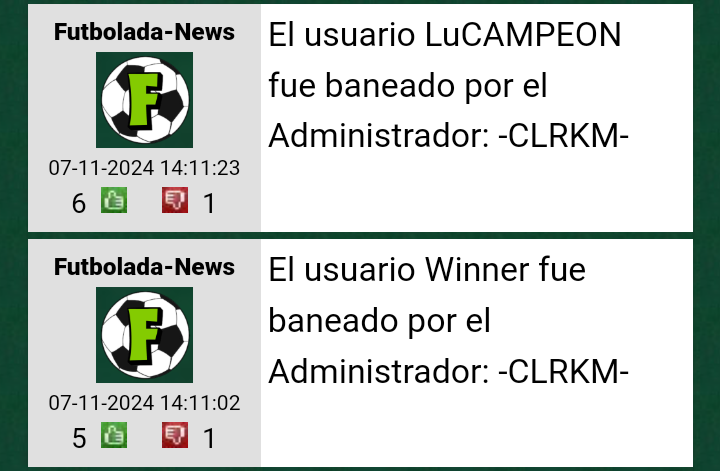 Futbolada-News
F
07-11-2024 14:11:23
6 1
El usuario LuCAMPEON
fue baneado por el
Administrador: -CLRKM-
Futbolada-News
F
07-11-2024 14:11:02
5 1
El usuario Winner fue
baneado por el
Administrador: -CLRKM-